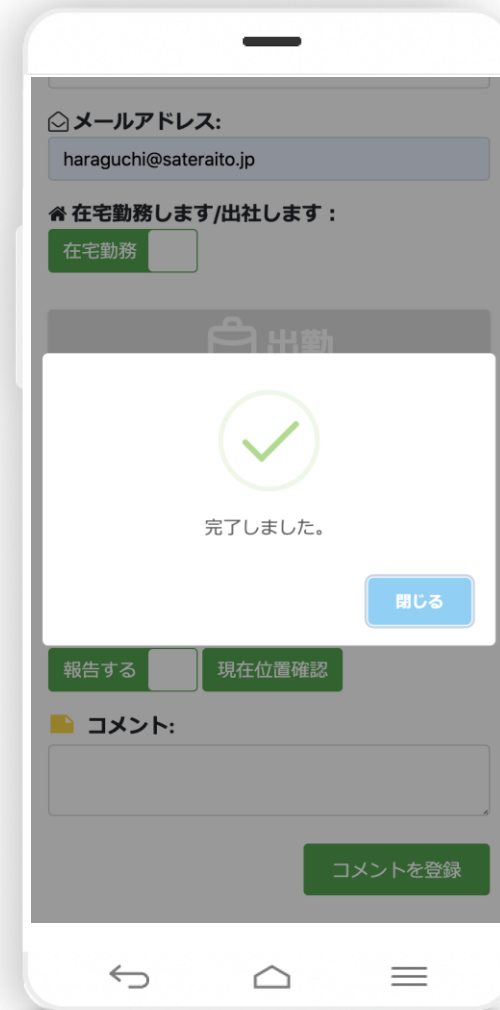 メールアドレス:
haraguchi@sateraito.jp
在宅勤務します/出社します：
在宅勤務
出勤
完了しました。
閉じる
報告する
現在位置確認
コメント:
コメントを登録